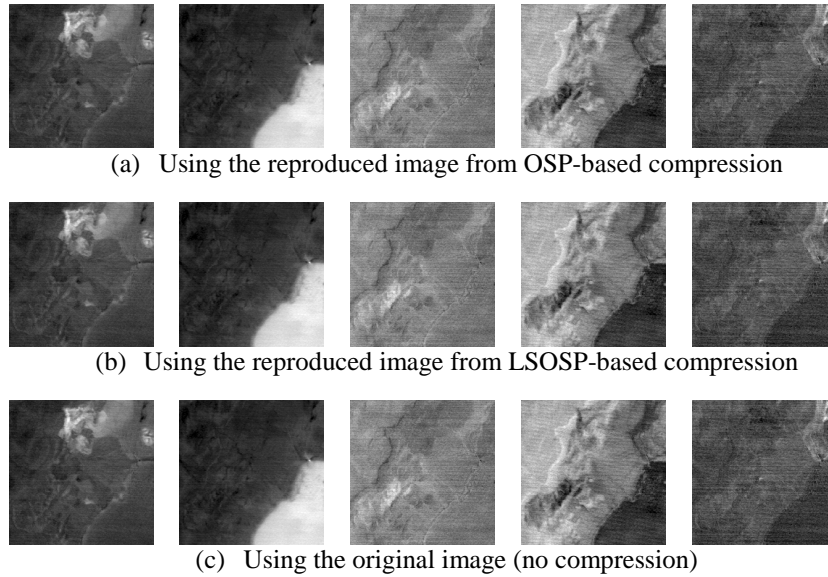 (a) Using the reproduced image from OSP-based compression
(b) Using the reproduced image from LSOSP-based compression
(c) Using the original image (no compression)